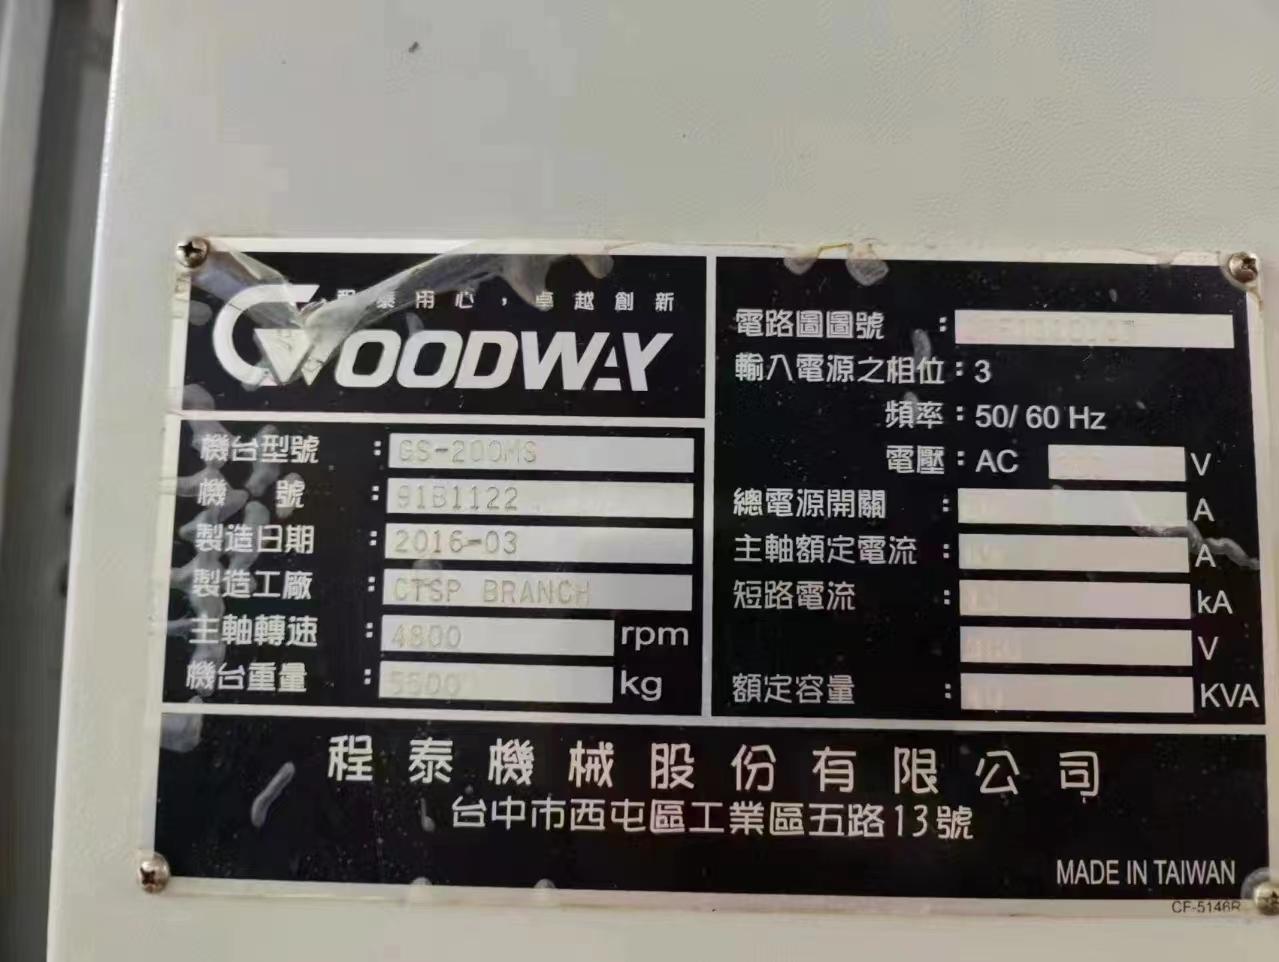 程泰用心，卓越創新
GOODWAY
機台型號：GS-200MS
機號：91B1122
製造日期：2016-03
製造工廠：CTSP BRANCH
主軸轉速：4800 rpm
機台重量：5500 kg
電路圖圖號：
輸入電源之相位：3
頻率：50/60 Hz
電壓：AC V
總電源開關：A
主軸額定電流：A
短路電流：kA
V
額定容量：KVA
程泰機械股份有限公司
台中市西屯區工業區五路13號
MADE IN TAIWAN
CF-5146R